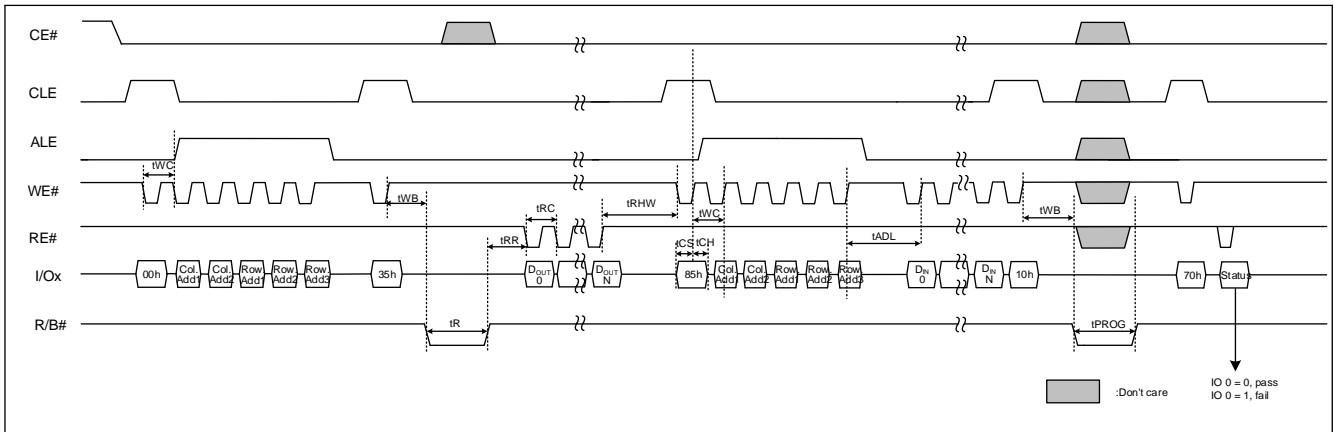 CE#
CLE
ALE
tWC
WE#
tWB
tRC
tRHW
tWC
tWB
RE#
tRR
tCS
tCH
tADL
I/Ox
00h
Col. Add1
Col. Add2
Row. Add1
Row. Add2
Row. Add3
35h
DOUT 0
DOUT N
85h
Col. Add1
Col. Add2
Row. Add1
Row. Add2
Row. Add3
DIN 0
DIN N
10h
70h
Status
R/B#
tR
tPROG
:Don't care
IO 0 = 0, pass
IO 0 = 1, fail